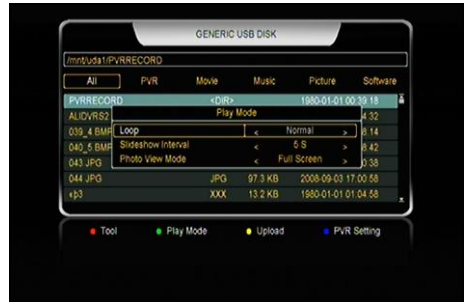 GENERIC USB DISK
/mnt/uda1/PVRRECORD
All PVR Movie Music Picture Software
PVRRECORD <DIR> 1980-01-01 00:39:18
ALIDVRS2 4:32
Play Mode
039_4 BMP 8:14
Loop < Normal >
040_5 BMP 8:42
Slideshow Interval < 5 S >
043 JPG 0:38
Photo View Mode < Full Screen >
044 JPG JPG 97.3 KB 2008-09-03 17:00:58
XXX 13.2 KB 1980-01-01 01:04:58
Tool Play Mode Upload PVR Setting